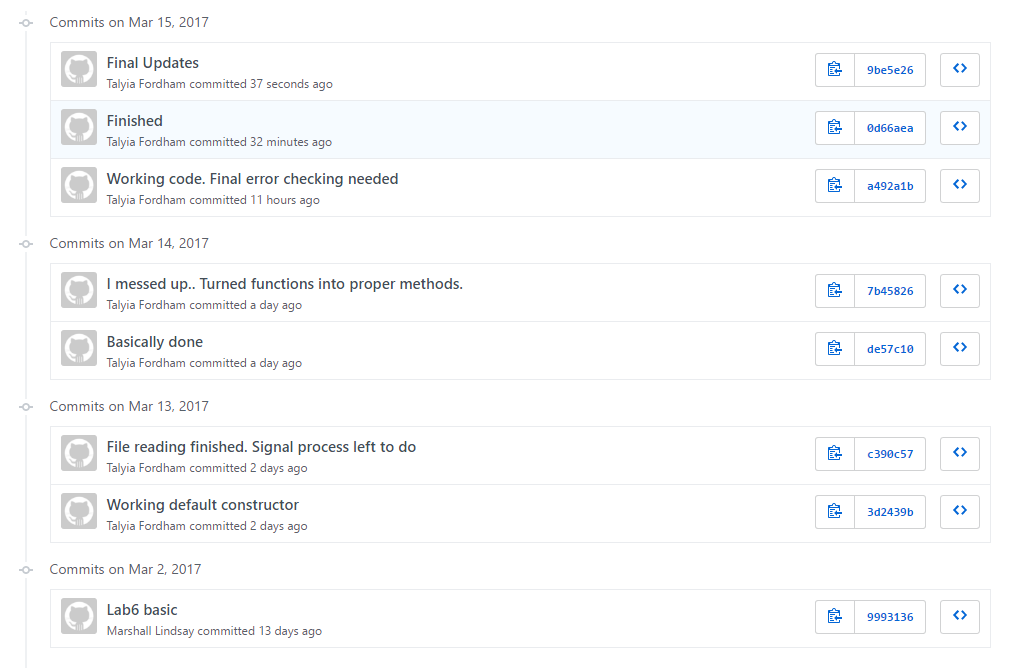 Commits on Mar 15, 2017
Final Updates
Talyia Fordham committed 37 seconds ago
9be5e26
Finished
Talyia Fordham committed 32 minutes ago
0d66aea
Working code. Final error checking needed
Talyia Fordham committed 11 hours ago
a492a1b
Commits on Mar 14, 2017
I messed up.. Turned functions into proper methods.
Talyia Fordham committed a day ago
7b45826
Basically done
Talyia Fordham committed a day ago
de57c10
Commits on Mar 13, 2017
File reading finished. Signal process left to do
Talyia Fordham committed 2 days ago
c390c57
Working default constructor
Talyia Fordham committed 2 days ago
3d2439b
Commits on Mar 2, 2017
Lab6 basic
Marshall Lindsay committed 13 days ago
9993136